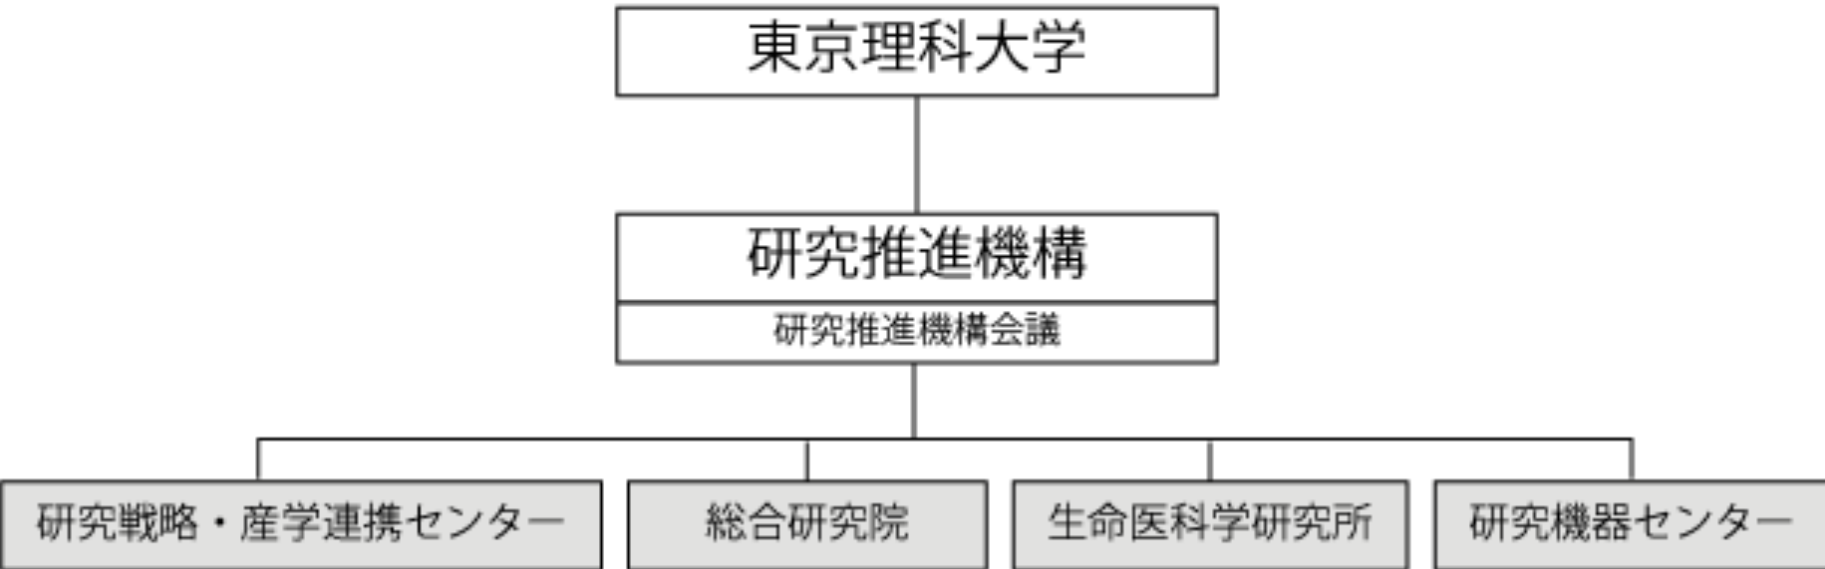 東京理科大学
研究推進機構
研究推進機構会議
研究戦略・産学連携センター
総合研究院
生命医科学研究所
研究機器センター